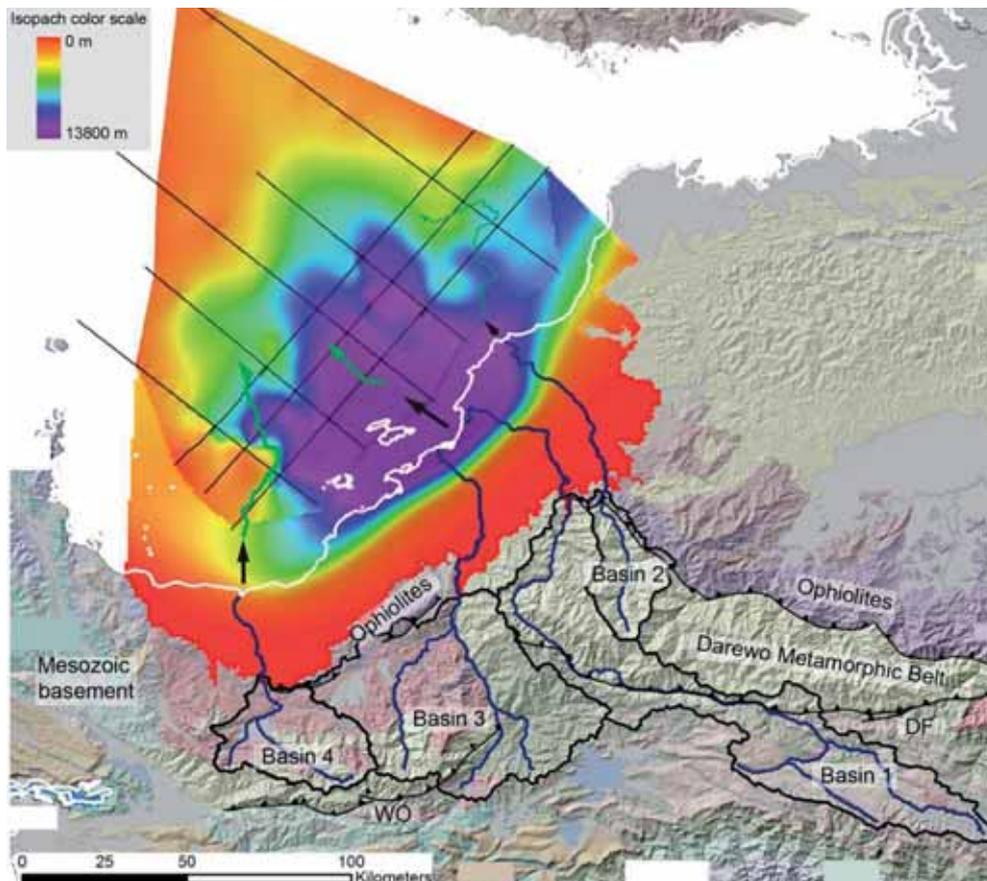 Isopach color scale
0 m
13800 m
Basin 2
Ophiolites
Ophiolites
Darewo Metamorphic Belt
Mesozoic
basement
Basin 3
DF
Basin 4
Basin 1
WO
0 50 100
Kilometers